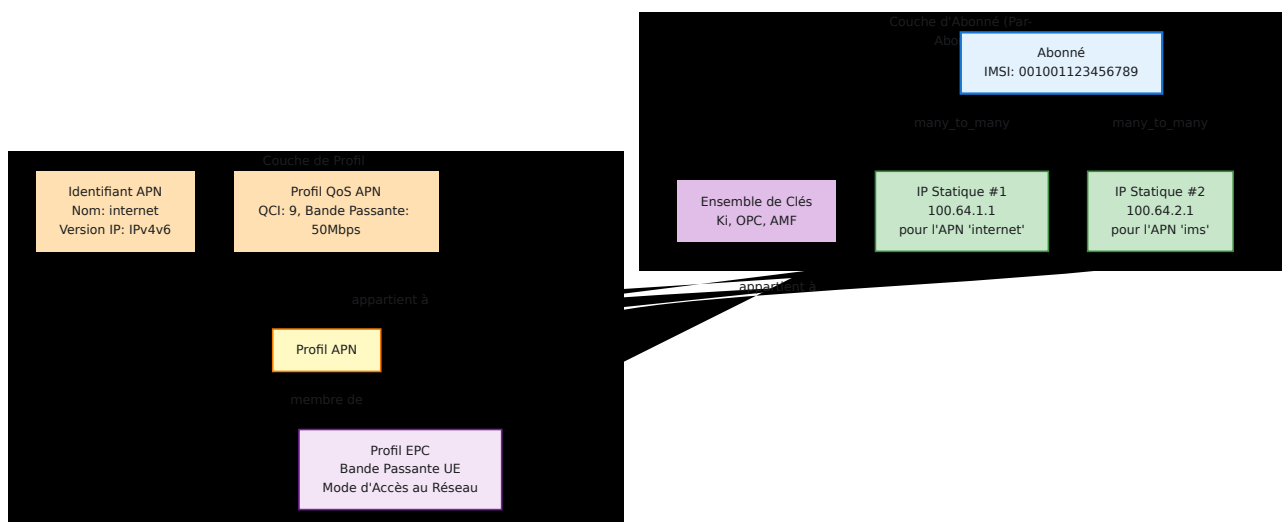 Couche d'Abonné (Par-
Abo
Abonné
IMSI: 001001123456789
many_to_many
many_to_many
Couche de Profil
Identifiant APN
Nom: internet
Version IP: IPv4v6
Profil QoS APN
QCI: 9, Bande Passante:
50Mbps
Ensemble de Clés
Ki, OPC, AMF
IP Statique #1
100.64.1.1
pour l'APN 'internet'
IP Statique #2
100.64.2.1
pour l'APN 'ims'
appartient à
appartient à
Profil APN
membre de
Profil EPC
Bande Passante UE
Mode d'Accès au Réseau